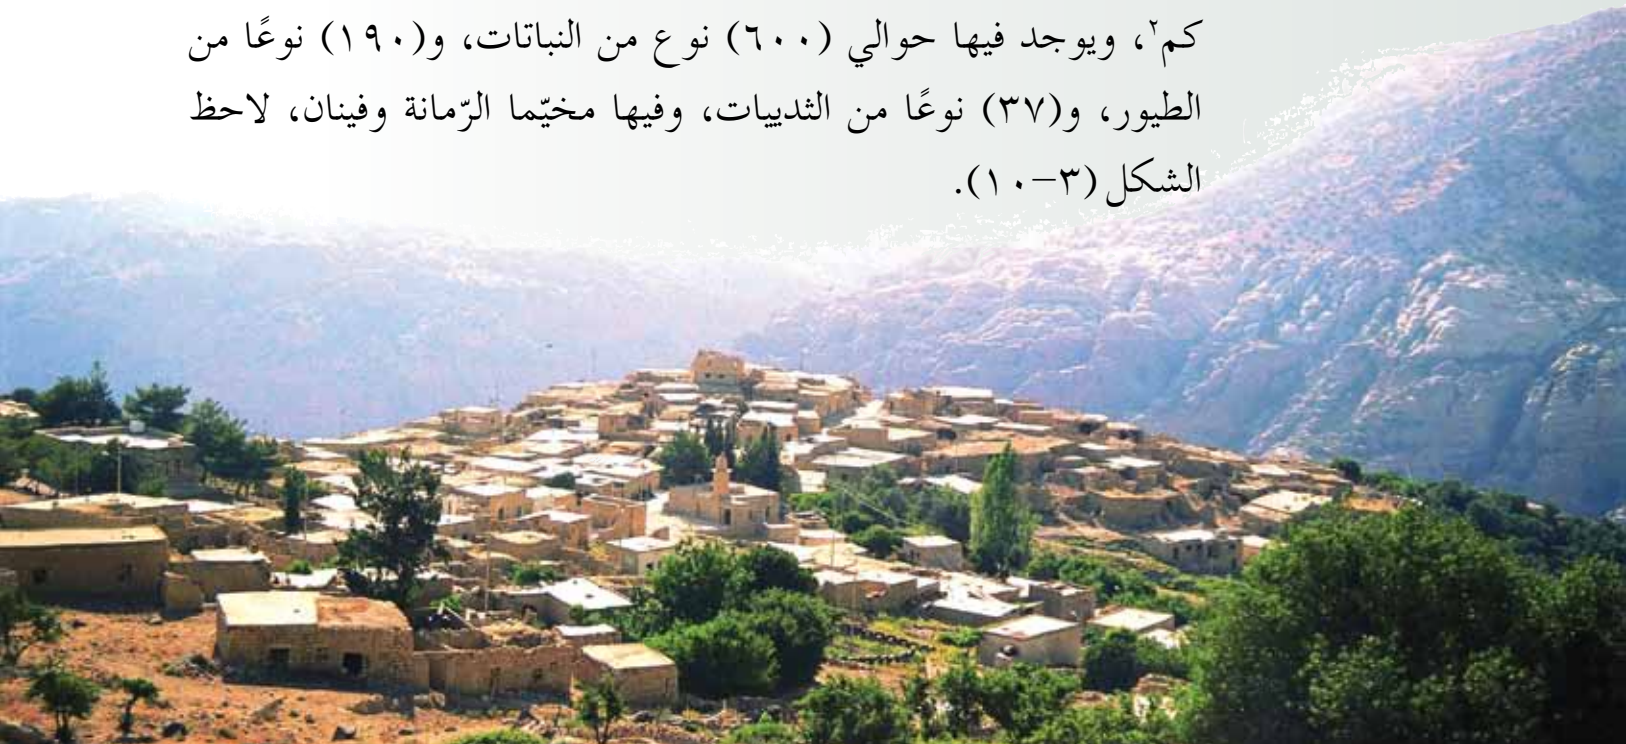 كم٢، ويوجد فيها حوالي (٦٠٠) نوع من النباتات، و(١٩٠) نوعًا من
الطيور، و(٣٧) نوعًا من الثدييات، وفيها مخيّما الرّمانة وفينان، لاحظ
الشكل (٣-١٠).